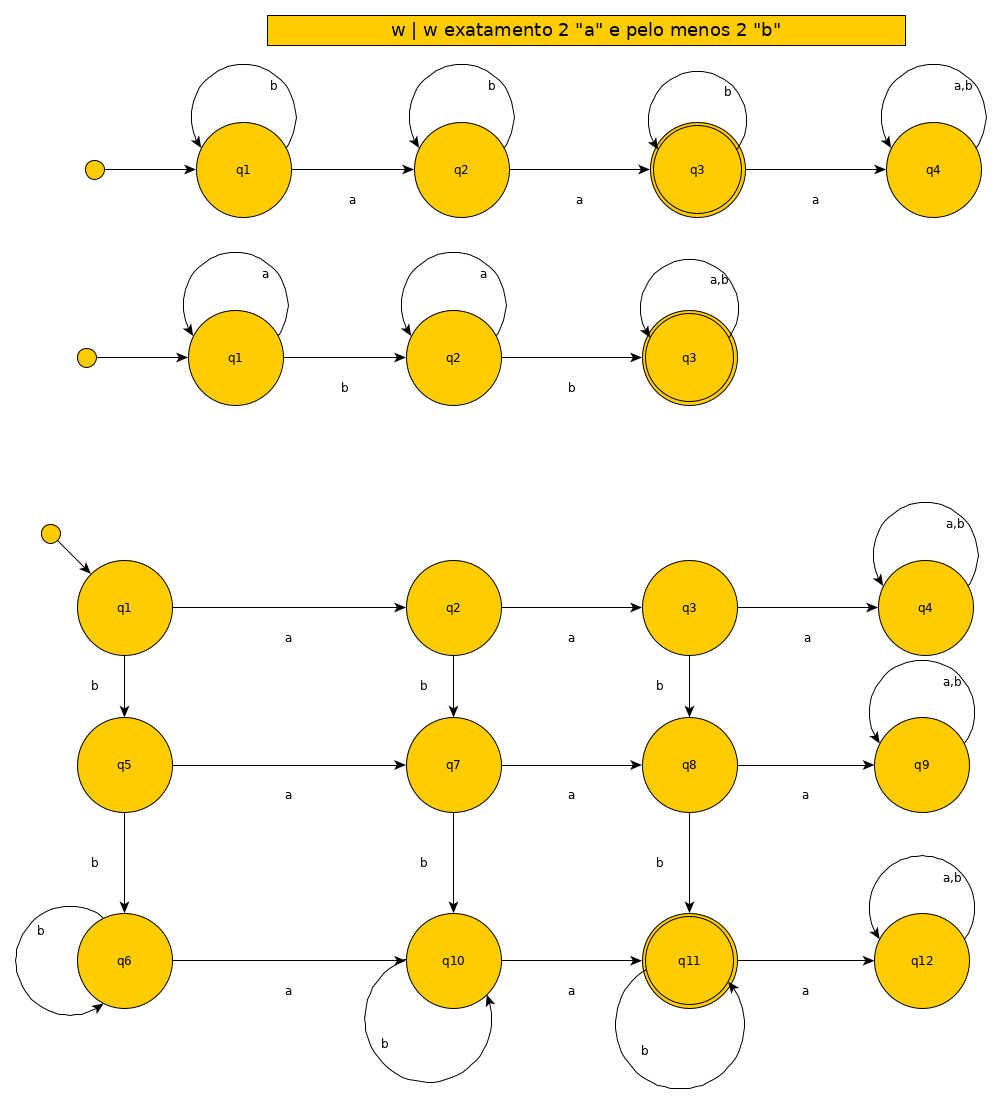 w | w exatamento 2 "a" e pelo menos 2 "b"
b b b a,b
q1 q2 q3 q4
a a a
a a a,b
q1 q2 q3
b b
a,b
q1 q2 q3 q4
a a a
b b b a,b
q5 q7 q8 q9
a a a
b b b
a,b
b
q6 q10 q11 q12
a a a
b b